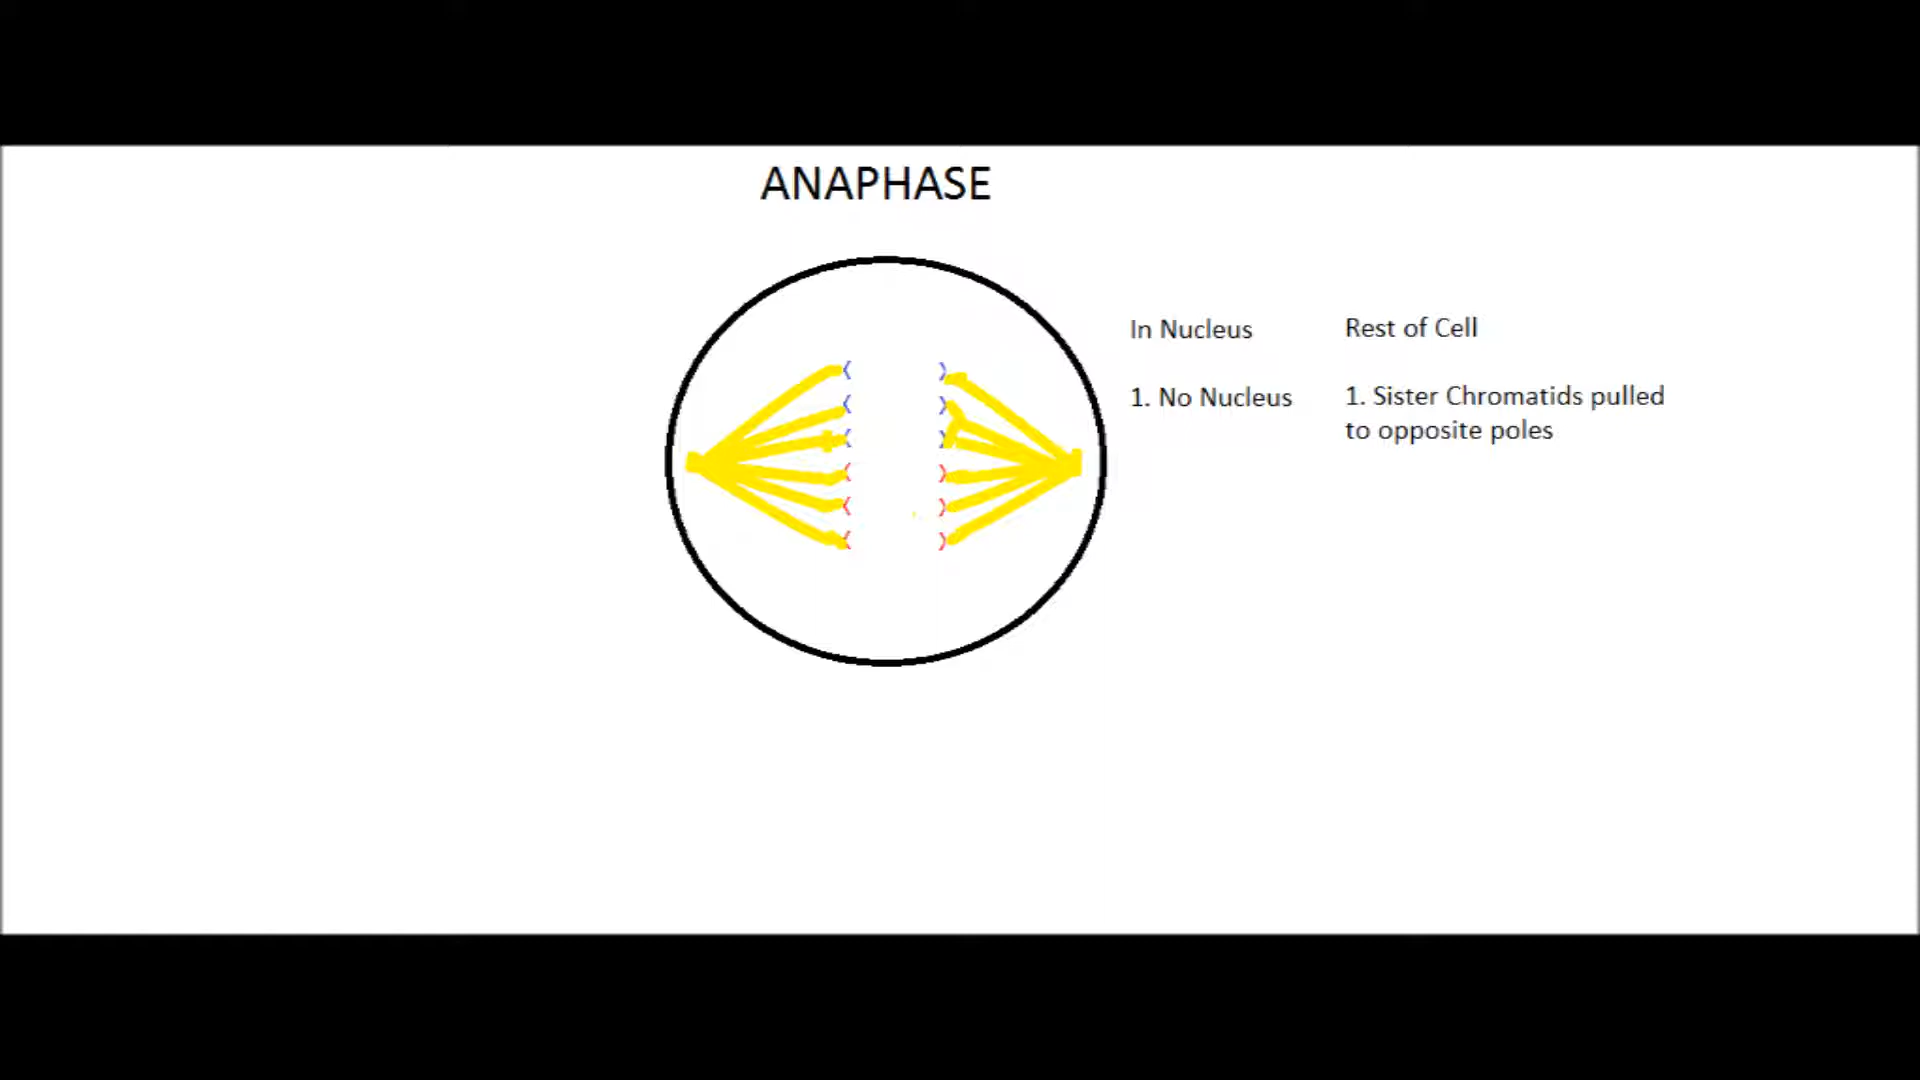 ANAPHASE
In Nucleus
Rest of Cell
1. No Nucleus
1. Sister Chromatids pulled
to opposite poles